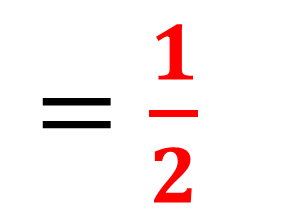 = 1/2